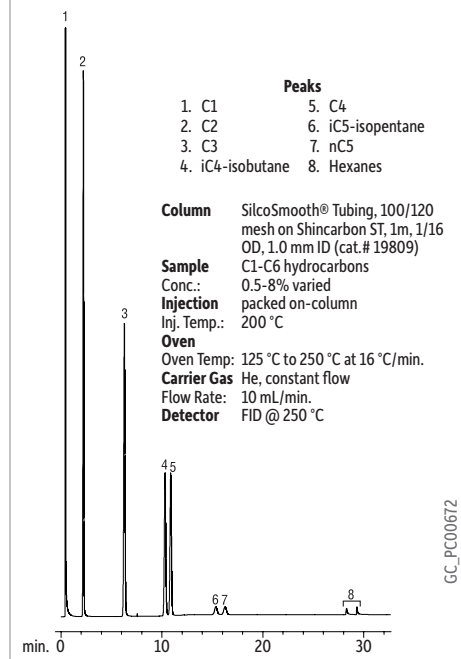 1
2
Peaks
1. C1 5. C4
2. C2 6. iC5-isopentane
3. C3 7. nC5
4. iC4-isobutane 8. Hexanes
Column SilcoSmooth® Tubing, 100/120
mesh on Shincarbon ST, 1m, 1/16
OD, 1.0 mm ID (cat.# 19809)
Sample C1-C6 hydrocarbons
Conc.: 0.5-8% varied
Injection packed on-column
Inj. Temp.: 200 °C
Oven
Oven Temp: 125 °C to 250 °C at 16 °C/min.
Carrier Gas He, constant flow
Flow Rate: 10 mL/min.
Detector FID @ 250 °C
3
4 5
6 7
8
GC_PC00672
min. 0 10 20 30